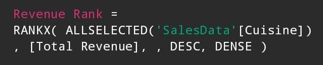 Revenue Rank =
RANKX( ALLSELECTED('SalesData'[Cuisine])
, [Total Revenue], , DESC, DENSE )